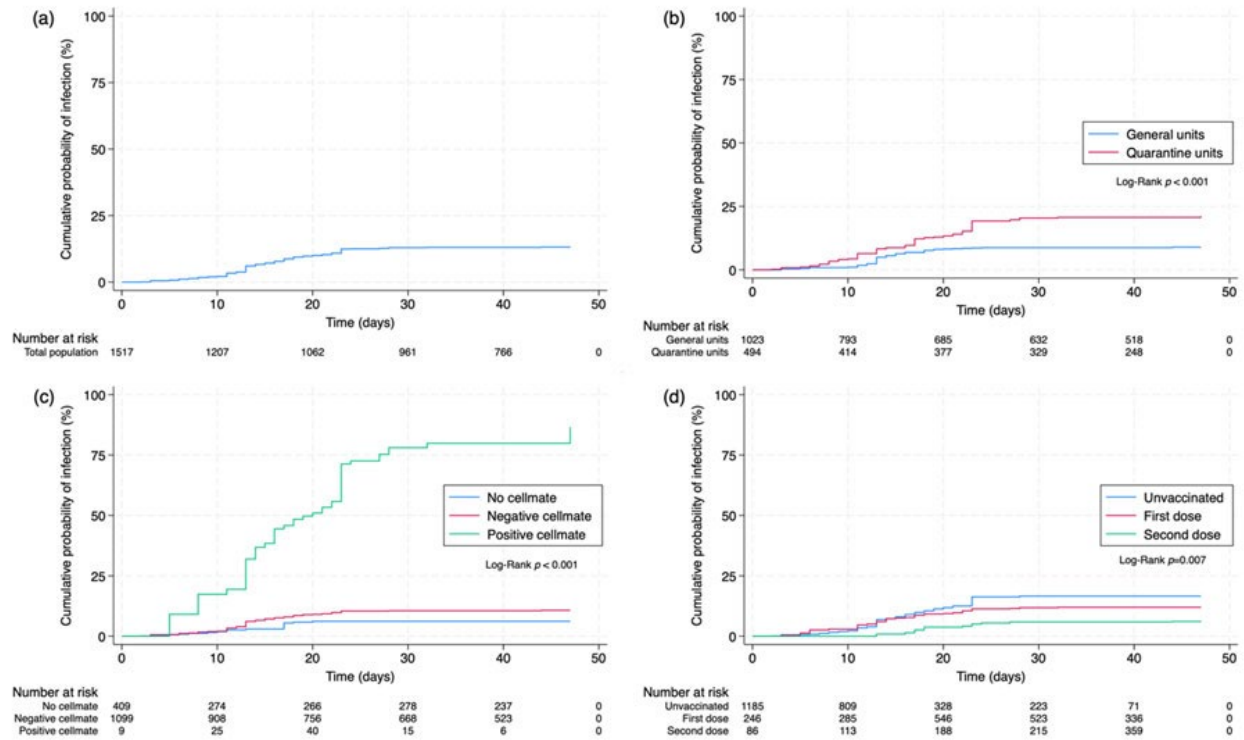 (a)
Cumulative probability of infection (%)
100
75
50
25
0
0 10 20 30 40 50
Time (days)
Number at risk
Total population 1517 1207 1062 961 766 0
(b)
Cumulative probability of infection (%)
100
75
50
25
0
General units
Quarantine units
Log-Rank p < 0.001
0 10 20 30 40 50
Time (days)
Number at risk
General units 1023 793 685 632 518 0
Quarantine units 494 414 377 329 248 0
(c)
Cumulative probability of infection (%)
100
75
50
25
0
No cellmate
Negative cellmate
Positive cellmate
Log-Rank p < 0.001
0 10 20 30 40 50
Time (days)
Number at risk
No cellmate 409 274 266 278 237 0
Negative cellmate 1099 908 756 668 523 0
Positive cellmate 9 25 40 15 6 0
(d)
Cumulative probability of infection (%)
100
75
50
25
0
Unvaccinated
First dose
Second dose
Log-Rank p=0.007
0 10 20 30 40 50
Time (days)
Number at risk
Unvaccinated 1185 809 328 223 71 0
First dose 246 285 546 523 336 0
Second dose 86 113 188 215 359 0